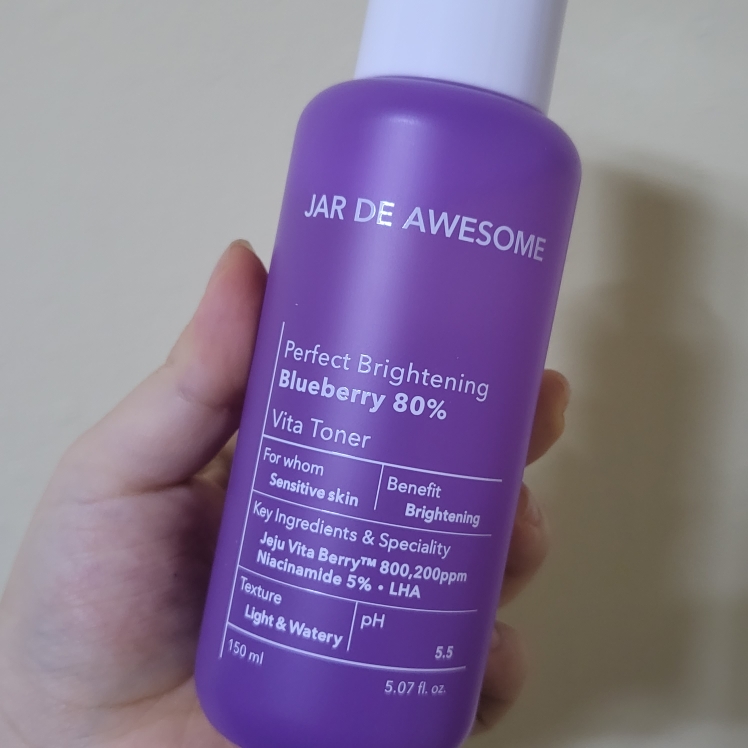 JAR DE AWESOME
Perfect Brightening
Blueberry 80%
Vita Toner
For whom
Sensitive skin
Benefit
Brightening
Key Ingredients & Speciality
Jeju Vita Berry™ 800,200ppm
Niacinamide 5% • LHA
Texture
Light & Watery
pH
5.5
150 ml
5.07 fl. oz.